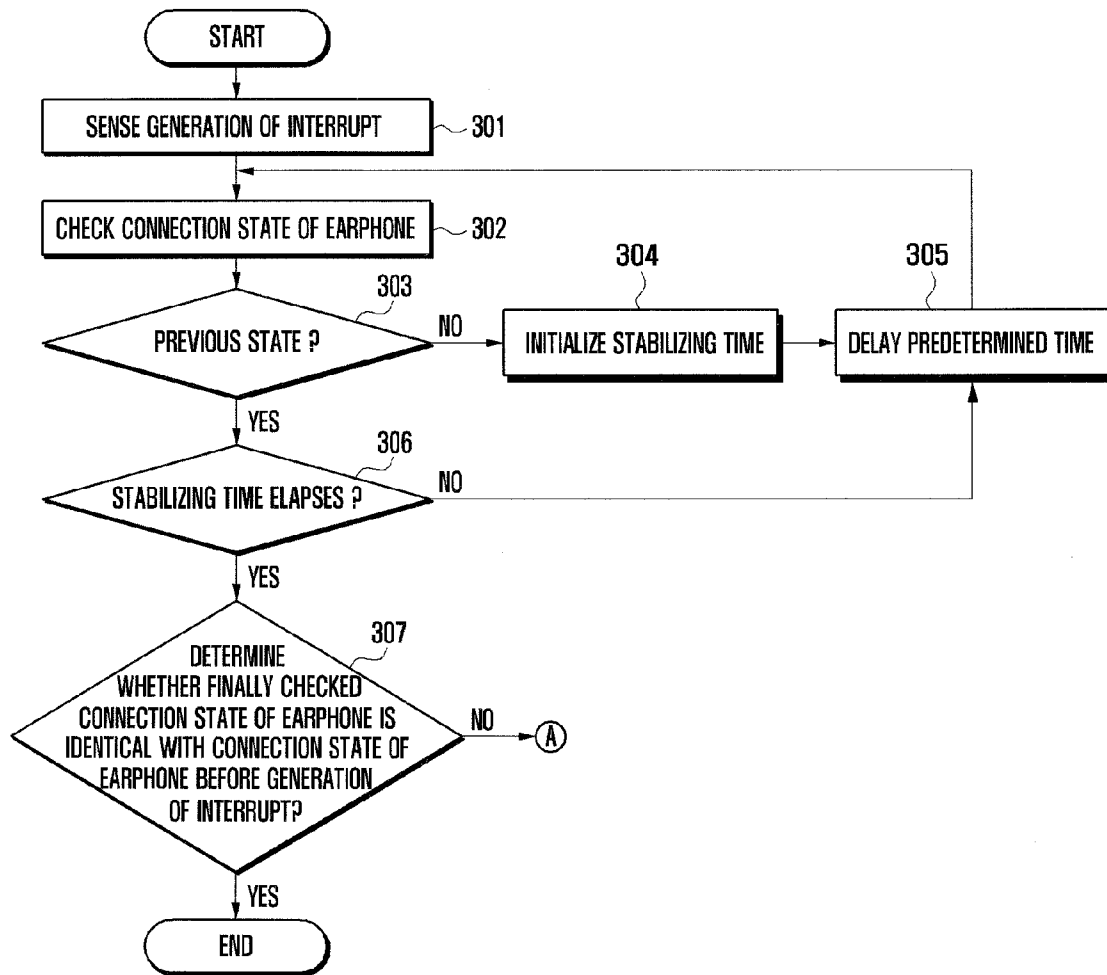 START
SENSE GENERATION OF INTERRUPT
301
CHECK CONNECTION STATE OF EARPHONE
302
303
PREVIOUS STATE ?
NO
304
INITIALIZE STABILIZING TIME
305
DELAY PREDETERMINED TIME
YES
306
STABILIZING TIME ELAPSES ?
NO
YES
307
DETERMINE
WHETHER FINALLY CHECKED
CONNECTION STATE OF EARPHONE IS
IDENTICAL WITH CONNECTION STATE OF
EARPHONE BEFORE GENERATION
OF INTERRUPT?
NO
A
YES
END